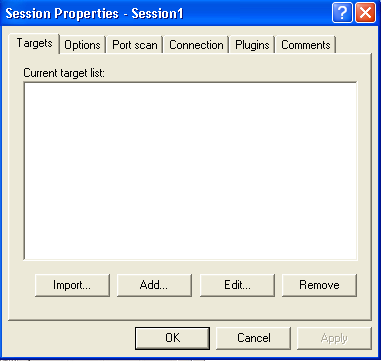 Session Properties - Session1
Targets Options Port scan Connection Plugins Comments
Current target list:
Import... Add... Edit... Remove
OK Cancel Apply